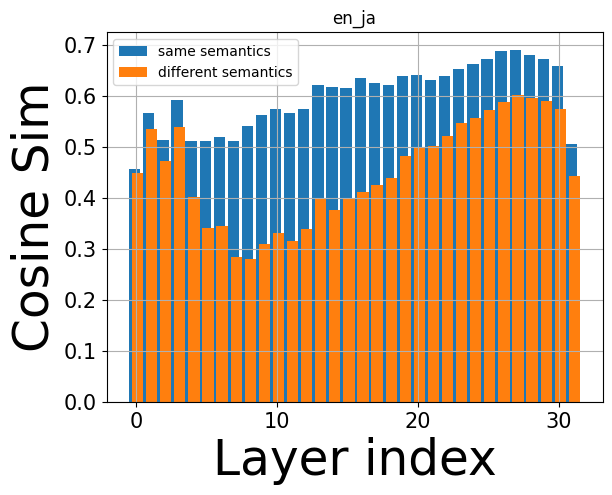 en_ja
same semantics
different semantics
0.7
0.6
0.5
0.4
0.3
0.2
0.1
0.0
Cosine Sim
0 10 20 30
Layer index